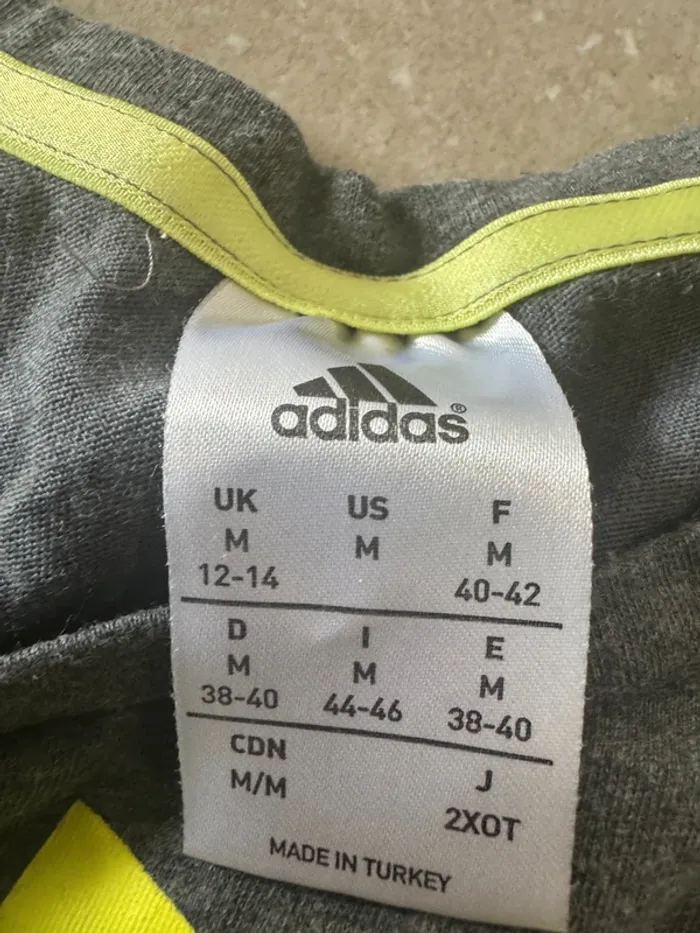 adidas®
UK US F
M M M
12-14 40-42
D I E
M M M
38-40 44-46 38-40
CDN J
M/M 2XOT
MADE IN TURKEY